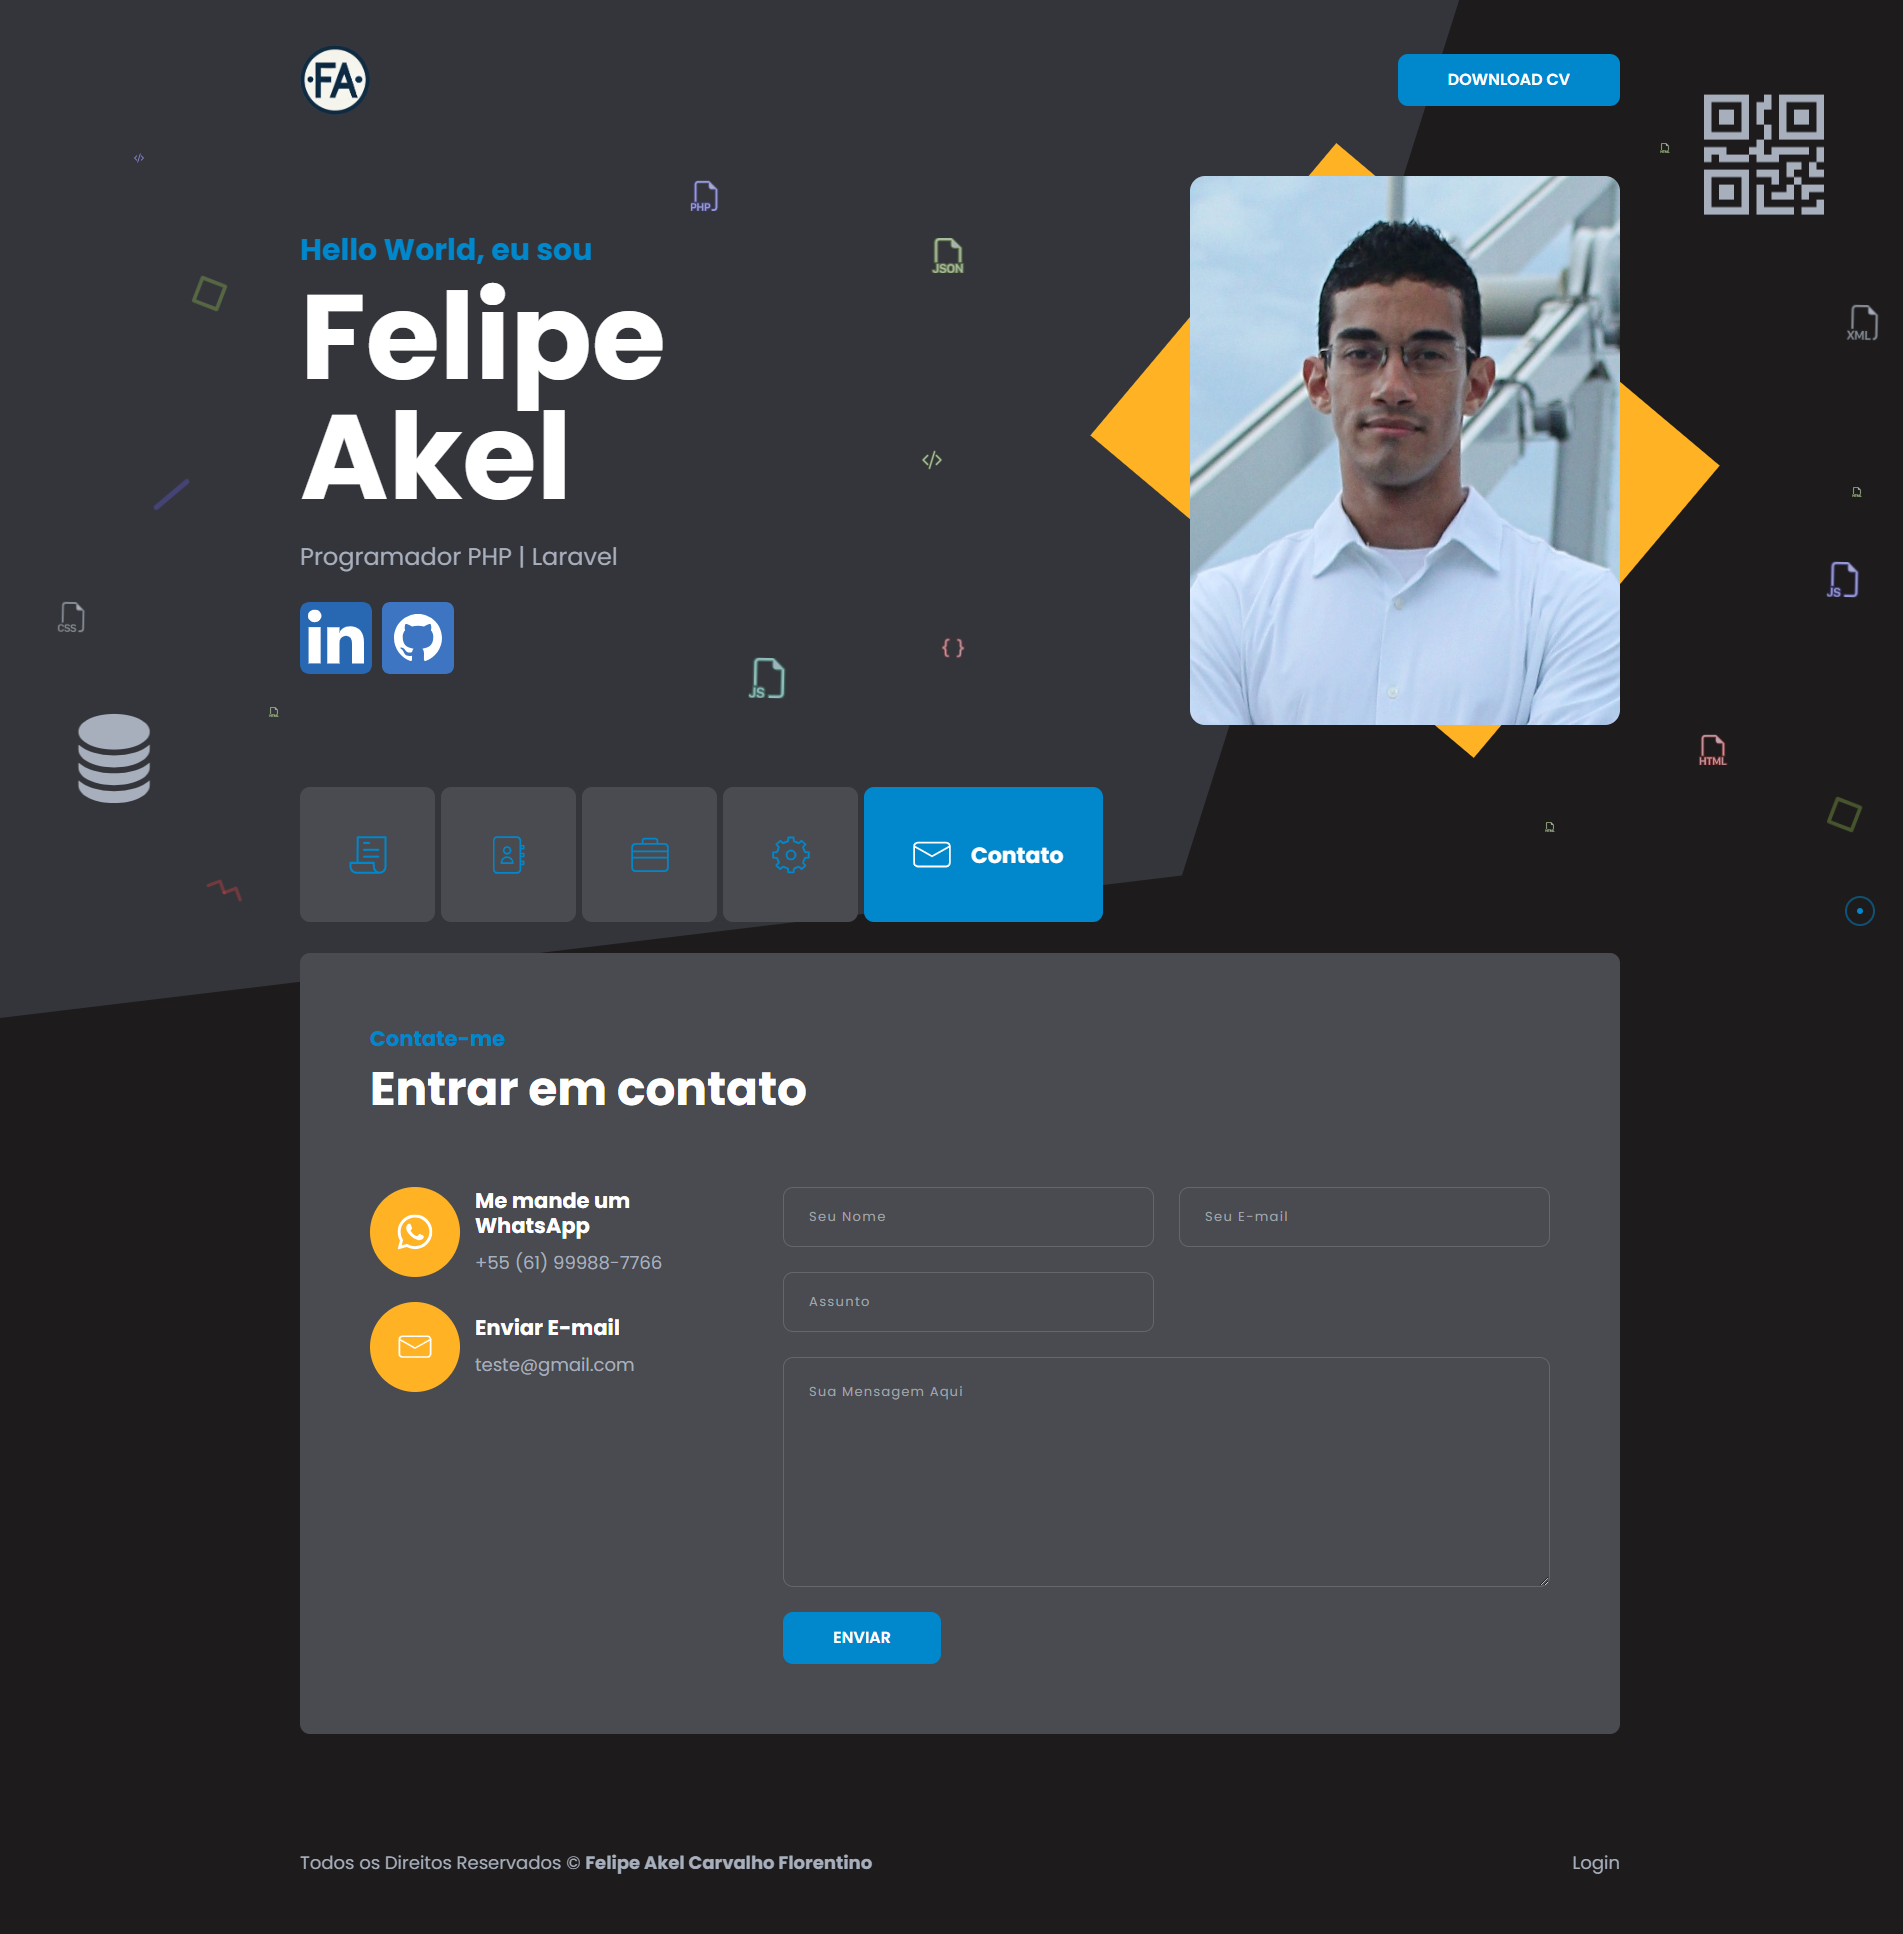 ·FA·
DOWNLOAD CV
PHP
Hello World, eu sou
JSON
Felipe
XML
Akel
</>
Programador PHP | Laravel
JS
CSS
{ }
JS
HTML
Contato
Contate-me
Entrar em contato
Me mande um
WhatsApp
+55 (61) 99988-7766
Enviar E-mail
teste@gmail.com
Seu Nome
Seu E-mail
Assunto
Sua Mensagem Aqui
ENVIAR
Todos os Direitos Reservados © Felipe Akel Carvalho Florentino
Login